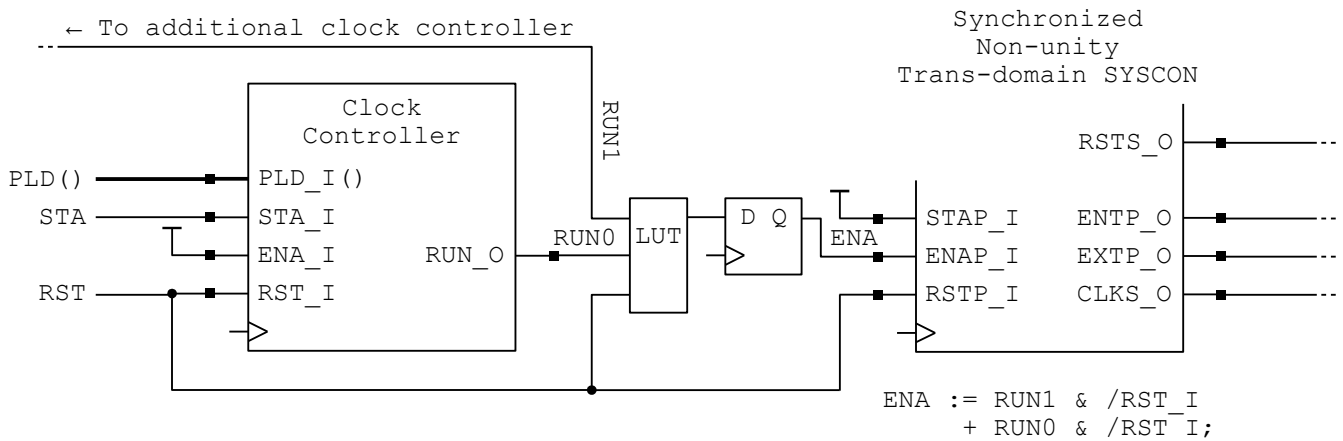 ← To additional clock controller
Synchronized
Non-unity
Trans-domain SYSCON
Clock
Controller
RUN1
RSTS_O
PLD()
PLD_I()
STA
STA_I
ENA_I
RUN_O
RST
RST_I
RUN0
LUT
D Q
ENA
STAP_I
ENTP_O
ENAP_I
EXTP_O
RSTP_I
CLKS_O
ENA := RUN1 & /RST_I
+ RUN0 & /RST_I;